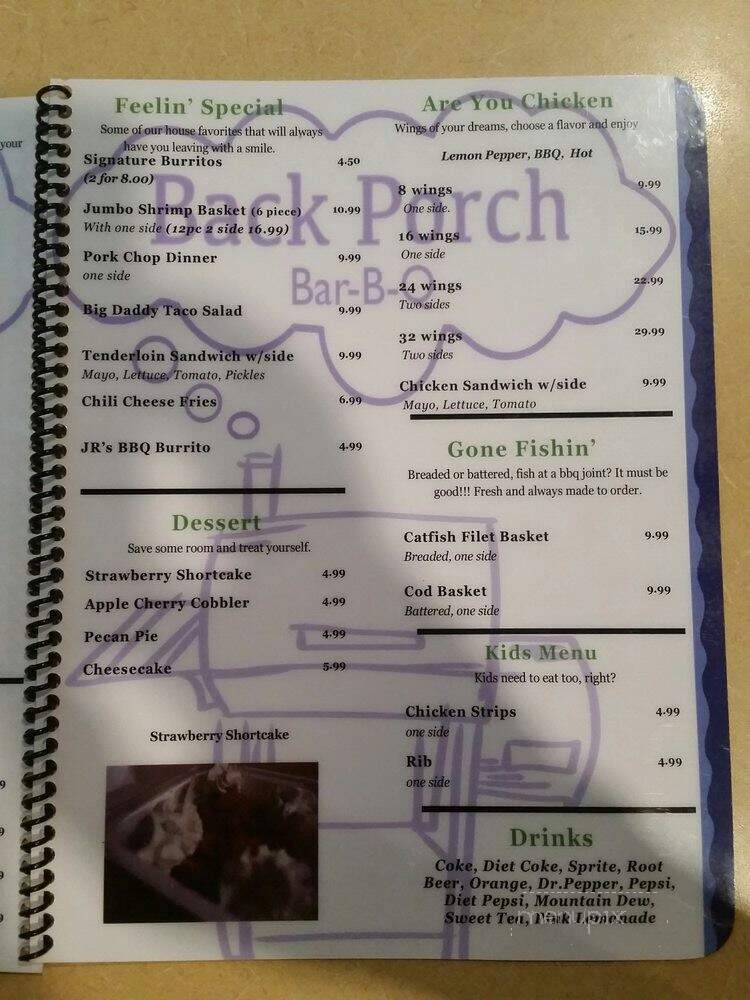 your
Feelin' Special
Some of our house favorites that will always
have you leaving with a smile.
Signature Burritos 4.50
(2 for 8.00)
Jumbo Shrimp Basket (6 piece) 10.99
With one side (12pc 2 side 16.99)
Pork Chop Dinner 9.99
one side
Big Daddy Taco Salad 9.99
Tenderloin Sandwich w/side 9.99
Mayo, Lettuce, Tomato, Pickles
Chili Cheese Fries 6.99
JR's BBQ Burrito 4.99
Dessert
Save some room and treat yourself.
Strawberry Shortcake 4.99
Apple Cherry Cobbler 4.99
Pecan Pie 4.99
Cheesecake 5.99
Strawberry Shortcake
Are You Chicken
Wings of your dreams, choose a flavor and enjoy
Lemon Pepper, BBQ, Hot
8 wings 9.99
One side.
16 wings 15.99
One side
24 wings 22.99
Two sides
32 wings 29.99
Two sides
Chicken Sandwich w/side 9.99
Mayo, Lettuce, Tomato
Gone Fishin'
Breaded or battered, fish at a bbq joint? It must be
good!!! Fresh and always made to order.
Catfish Filet Basket 9.99
Breaded, one side
Cod Basket 9.99
Battered, one side
Kids Menu
Kids need to eat too, right?
Chicken Strips 4.99
one side
Rib 4.99
one side
Drinks
Coke, Diet Coke, Sprite, Root
Beer, Orange, Dr.Pepper, Pepsi,
Diet Pepsi, Mountain Dew,
Sweet Tea, Pink Lemonade
Back Porch
Bar-B-Q
menupix